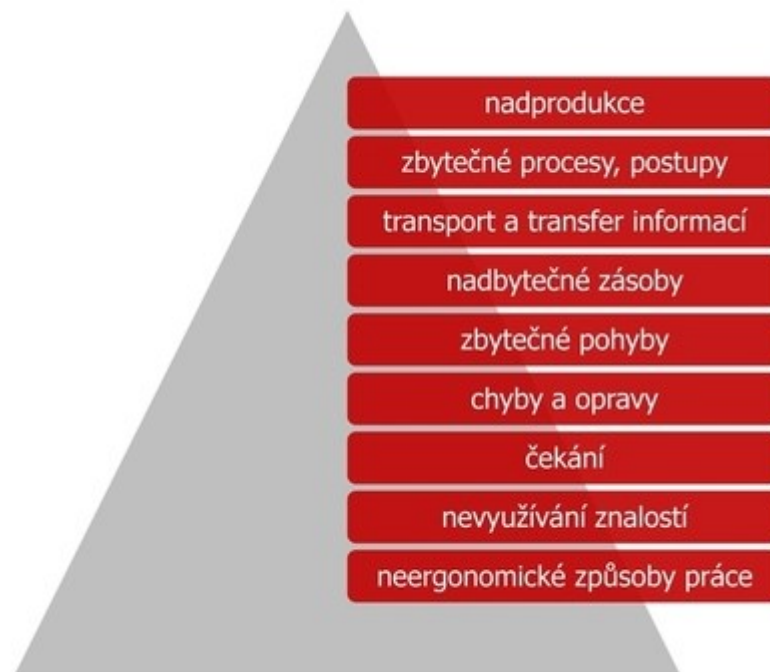 nadprodukce
zbytečné procesy, postupy
transport a transfer informací
nadbytečné zásoby
zbytečné pohyby
chyby a opravy
čekání
nevyužívání znalostí
neergonomické způsoby práce